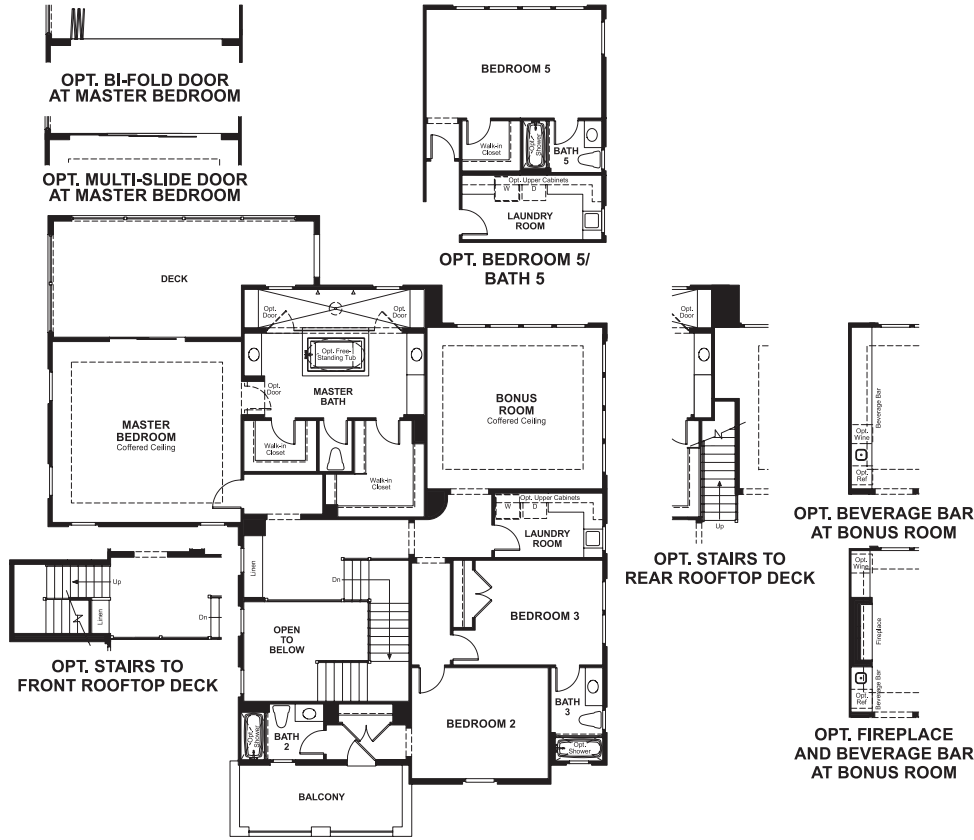 OPT. BI-FOLD DOOR
AT MASTER BEDROOM
OPT. MULTI-SLIDE DOOR
AT MASTER BEDROOM
BEDROOM 5
Walk-in
Closet
Opt.
Shower
BATH
5
Opt. Upper Cabinets
W
D
LAUNDRY
ROOM
OPT. BEDROOM 5/
BATH 5
DECK
Opt.
Door
Opt.
Door
Opt. Free-
Standing Tub
Opt.
Door
MASTER
BATH
MASTER
BEDROOM
Coffered Ceiling
Walk-in
Closet
Walk-in
Closet
BONUS
ROOM
Coffered Ceiling
Opt. Upper Cabinets
W
D
LAUNDRY
ROOM
Linen
Dn
OPEN
TO
BELOW
BEDROOM 3
BEDROOM 2
BATH
3
Opt.
Shower
Opt.
Shower
BATH
2
BALCONY
Up
Linen
Dn
OPT. STAIRS TO
FRONT ROOFTOP DECK
Opt.
Door
Up
OPT. STAIRS TO
REAR ROOFTOP DECK
Beverage Bar
Opt.
Wine
Opt.
Ref
OPT. BEVERAGE BAR
AT BONUS ROOM
Opt.
Wine
Fireplace
Beverage Bar
Opt.
Ref
OPT. FIREPLACE
AND BEVERAGE BAR
AT BONUS ROOM